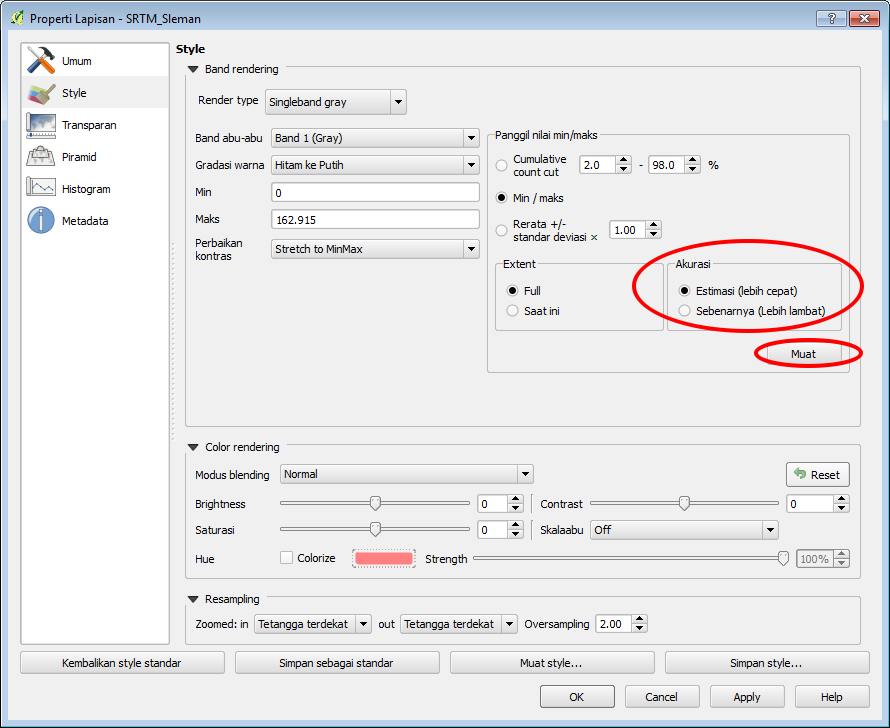 Properti Lapisan - SRTM_Sleman
?
Umum
Style
Transparan
Piramid
Histogram
Metadata
Style
Band rendering
Render type Singleband gray
Band abu-abu Band 1 (Gray)
Gradasi warna Hitam ke Putih
Min 0
Maks 162.915
Perbaikan
kontras Stretch to MinMax
Panggil nilai min/maks
Cumulative
count cut 2.0 - 98.0 %
Min / maks
Rerata +/-
standar deviasi × 1.00
Extent
Full
Saat ini
Akurasi
Estimasi (lebih cepat)
Sebenarnya (Lebih lambat)
Muat
Color rendering
Modus blending Normal
Reset
Brightness 0 Contrast 0
Saturasi 0 Skalaabu Off
Hue Colorize Strength 100%
Resampling
Zoomed: in Tetangga terdekat out Tetangga terdekat Oversampling 2.00
Kembalikan style standar Simpan sebagai standar Muat style... Simpan style...
OK Cancel Apply Help